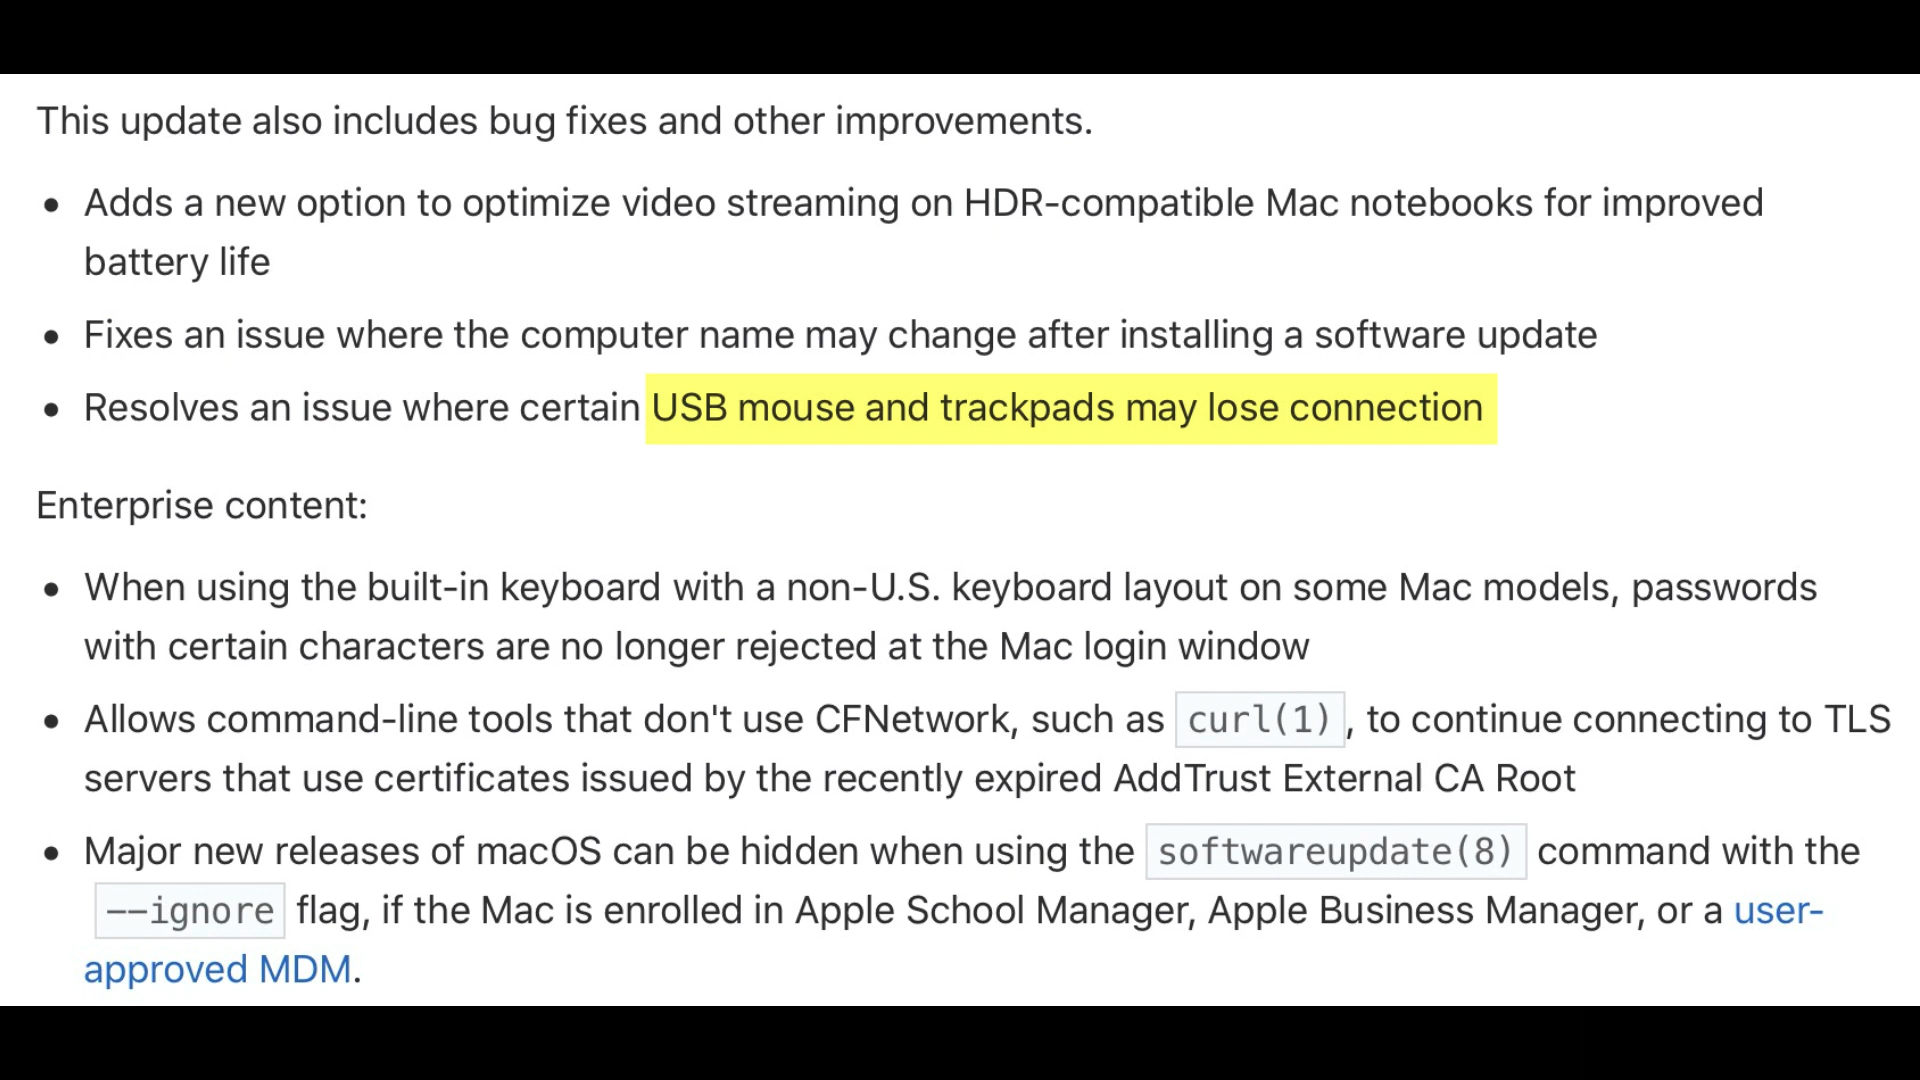 This update also includes bug fixes and other improvements.
• Adds a new option to optimize video streaming on HDR-compatible Mac notebooks for improved
battery life
• Fixes an issue where the computer name may change after installing a software update
• Resolves an issue where certain USB mouse and trackpads may lose connection
Enterprise content:
• When using the built-in keyboard with a non-U.S. keyboard layout on some Mac models, passwords
with certain characters are no longer rejected at the Mac login window
• Allows command-line tools that don't use CFNetwork, such as curl(1), to continue connecting to TLS
servers that use certificates issued by the recently expired AddTrust External CA Root
• Major new releases of macOS can be hidden when using the softwareupdate(8) command with the
--ignore flag, if the Mac is enrolled in Apple School Manager, Apple Business Manager, or a user-
approved MDM.